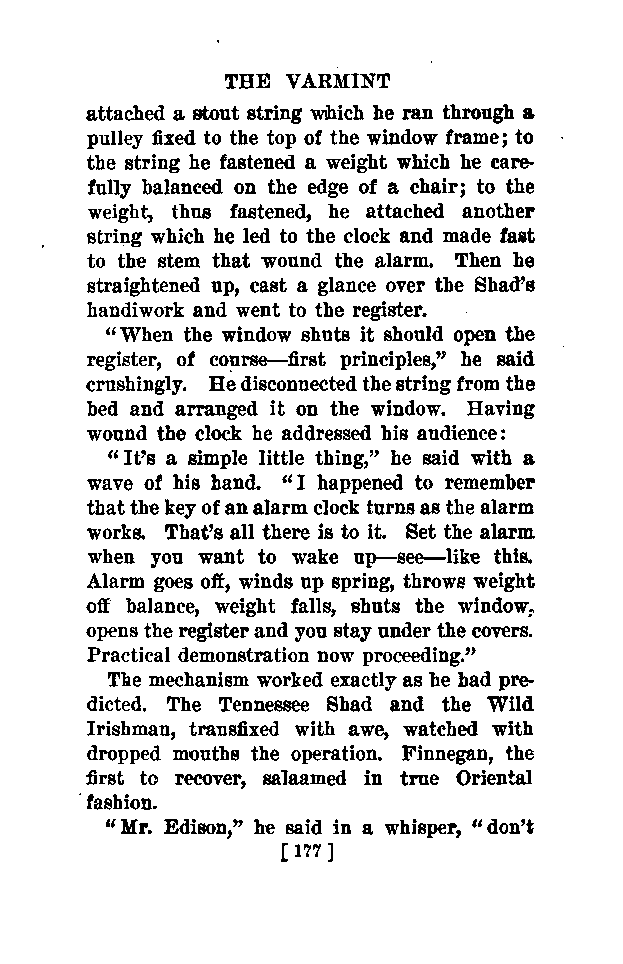 THE VARMINT
attached a stout string which he ran through a
pulley fixed to the top of the window frame; to
the string he fastened a weight which he care-
fully balanced on the edge of a chair; to the
weight, thus fastened, he attached another
string which he led to the clock and made fast
to the stem that wound the alarm. Then he
straightened up, cast a glance over the Shad's
handiwork and went to the register.
"When the window shuts it should open the
register, of course—first principles," he said
crushingly. He disconnected the string from the
bed and arranged it on the window. Having
wound the clock he addressed his audience:
"It's a simple little thing," he said with a
wave of his hand. "I happened to remember
that the key of an alarm clock turns as the alarm
works. That's all there is to it. Set the alarm
when you want to wake up—see—like this.
Alarm goes off, winds up spring, throws weight
off balance, weight falls, shuts the window,
opens the register and you stay under the covers.
Practical demonstration now proceeding."
The mechanism worked exactly as he had pre-
dicted. The Tennessee Shad and the Wild
Irishman, transfixed with awe, watched with
dropped mouths the operation. Finnegan, the
first to recover, salaamed in true Oriental
fashion.
"Mr. Edison," he said in a whisper, "don't
[177]